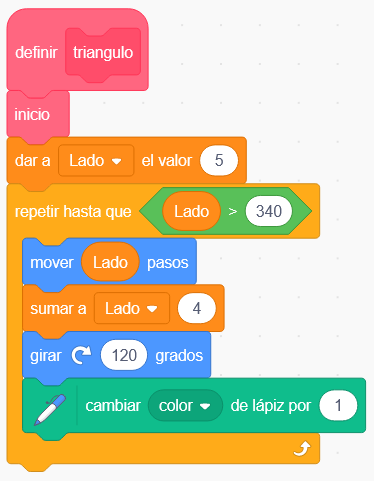 definir triangulo
inicio
dar a Lado el valor 5
repetir hasta que Lado > 340
mover Lado pasos
sumar a Lado 4
girar 120 grados
cambiar color de lápiz por 1